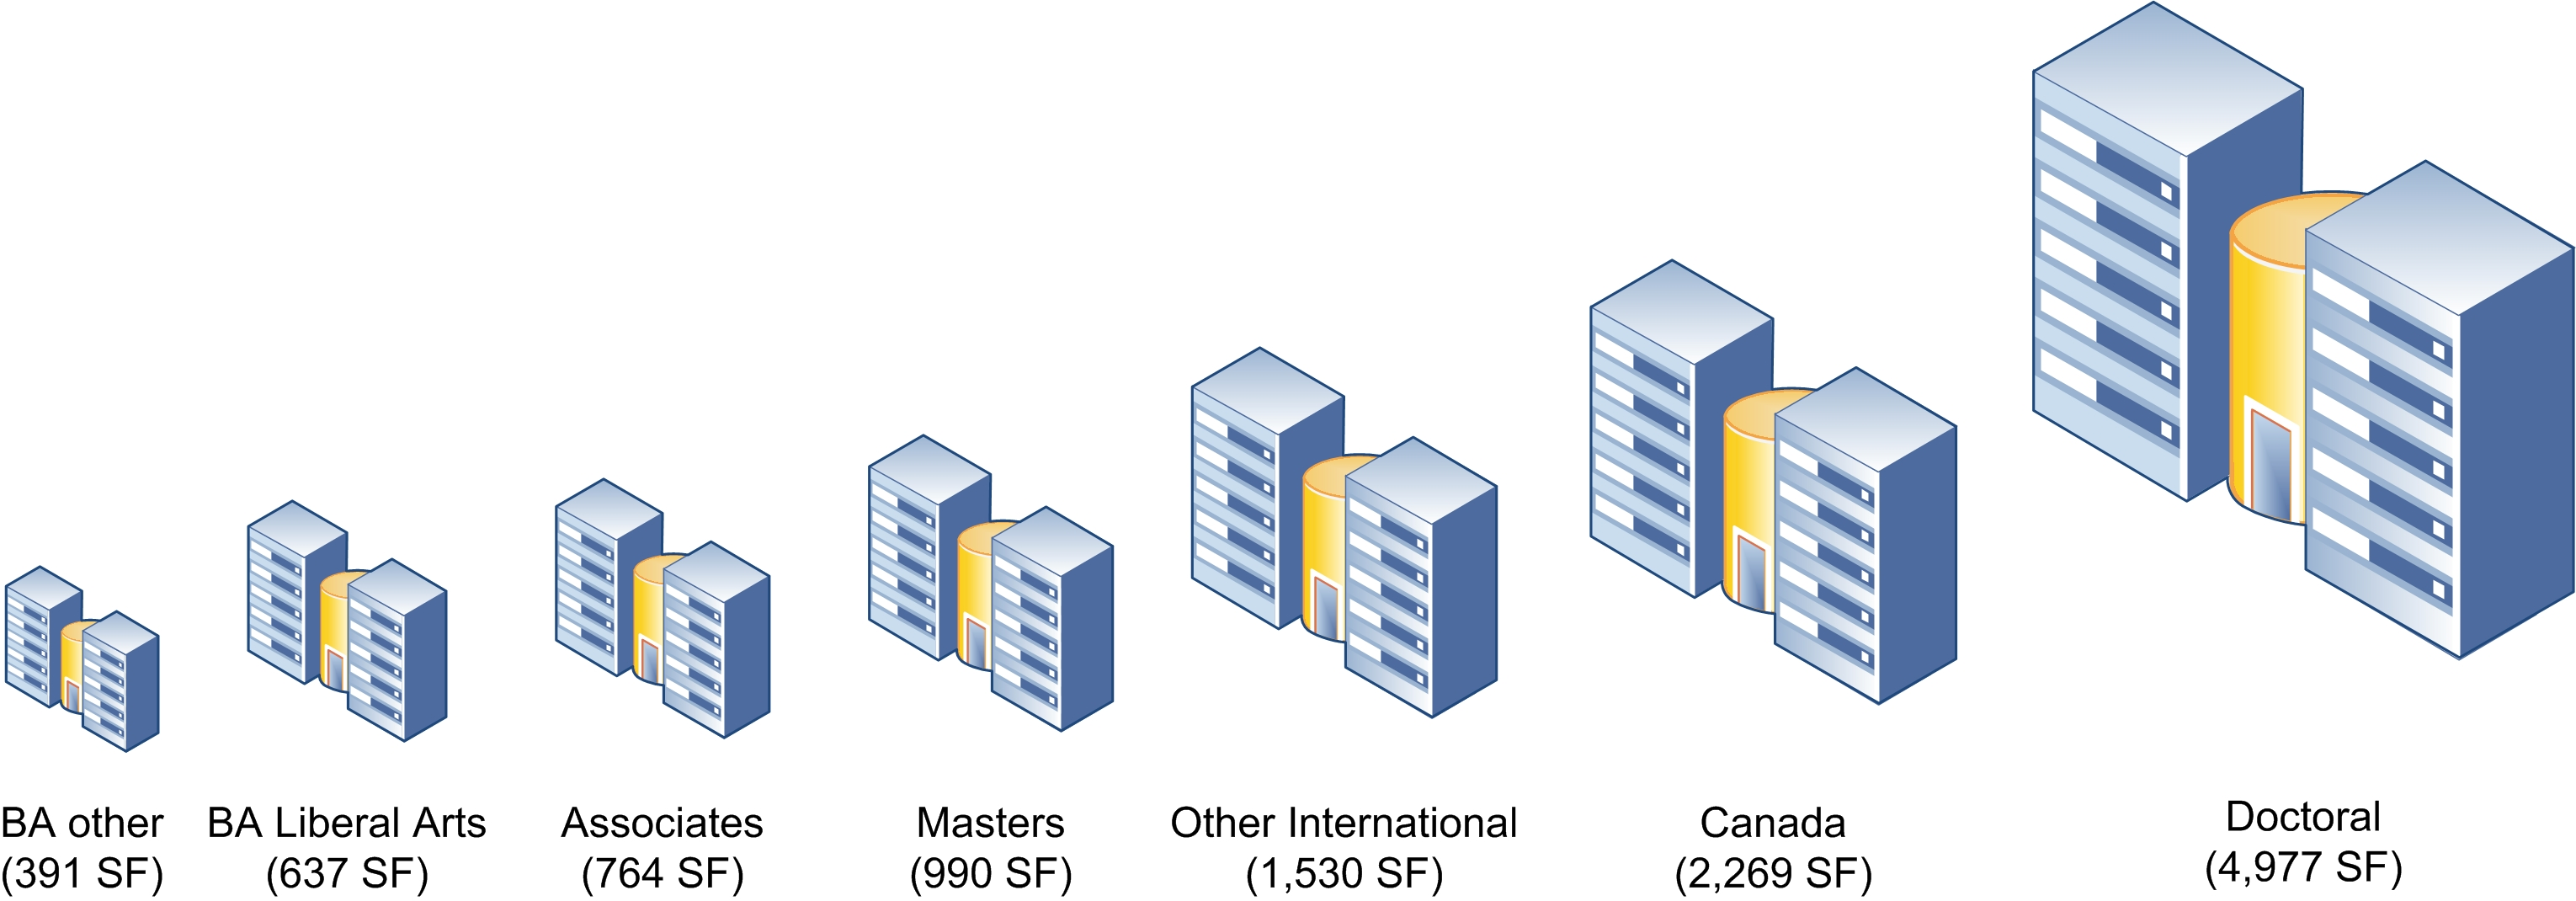 BA other
(391 SF)
BA Liberal Arts
(637 SF)
Associates
(764 SF)
Masters
(990 SF)
Other International
(1,530 SF)
Canada
(2,269 SF)
Doctoral
(4,977 SF)